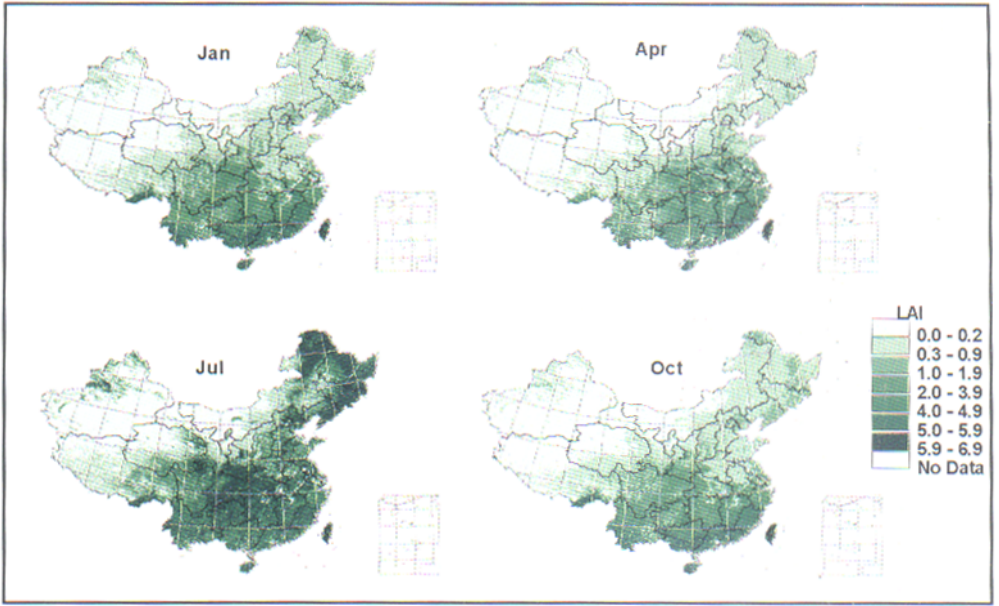 Jan
Apr
Jul
Oct
LAI
0.0 - 0.2
0.3 - 0.9
1.0 - 1.9
2.0 - 3.9
4.0 - 4.9
5.0 - 5.9
5.9 - 6.9
No Data